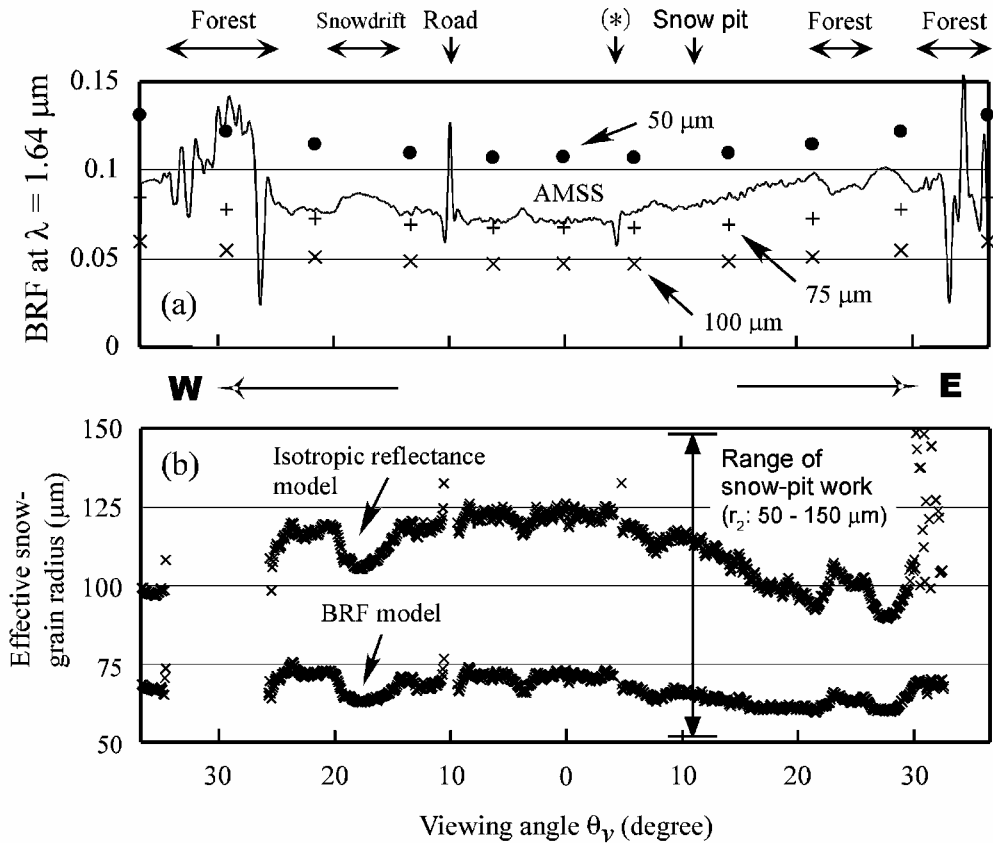 Forest Snowdrift Road (*) Snow pit Forest Forest
BRF at λ = 1.64 μm
0.15
0.1
0.05
0
50 μm
AMSS
75 μm
100 μm
(a)
W E
Effective snow-
grain radius (μm)
150
125
100
75
50
(b)
Isotropic reflectance
model
BRF model
Range of
snow-pit work
(r₂: 50 - 150 μm)
30 20 10 0 10 20 30
Viewing angle θᵥ (degree)